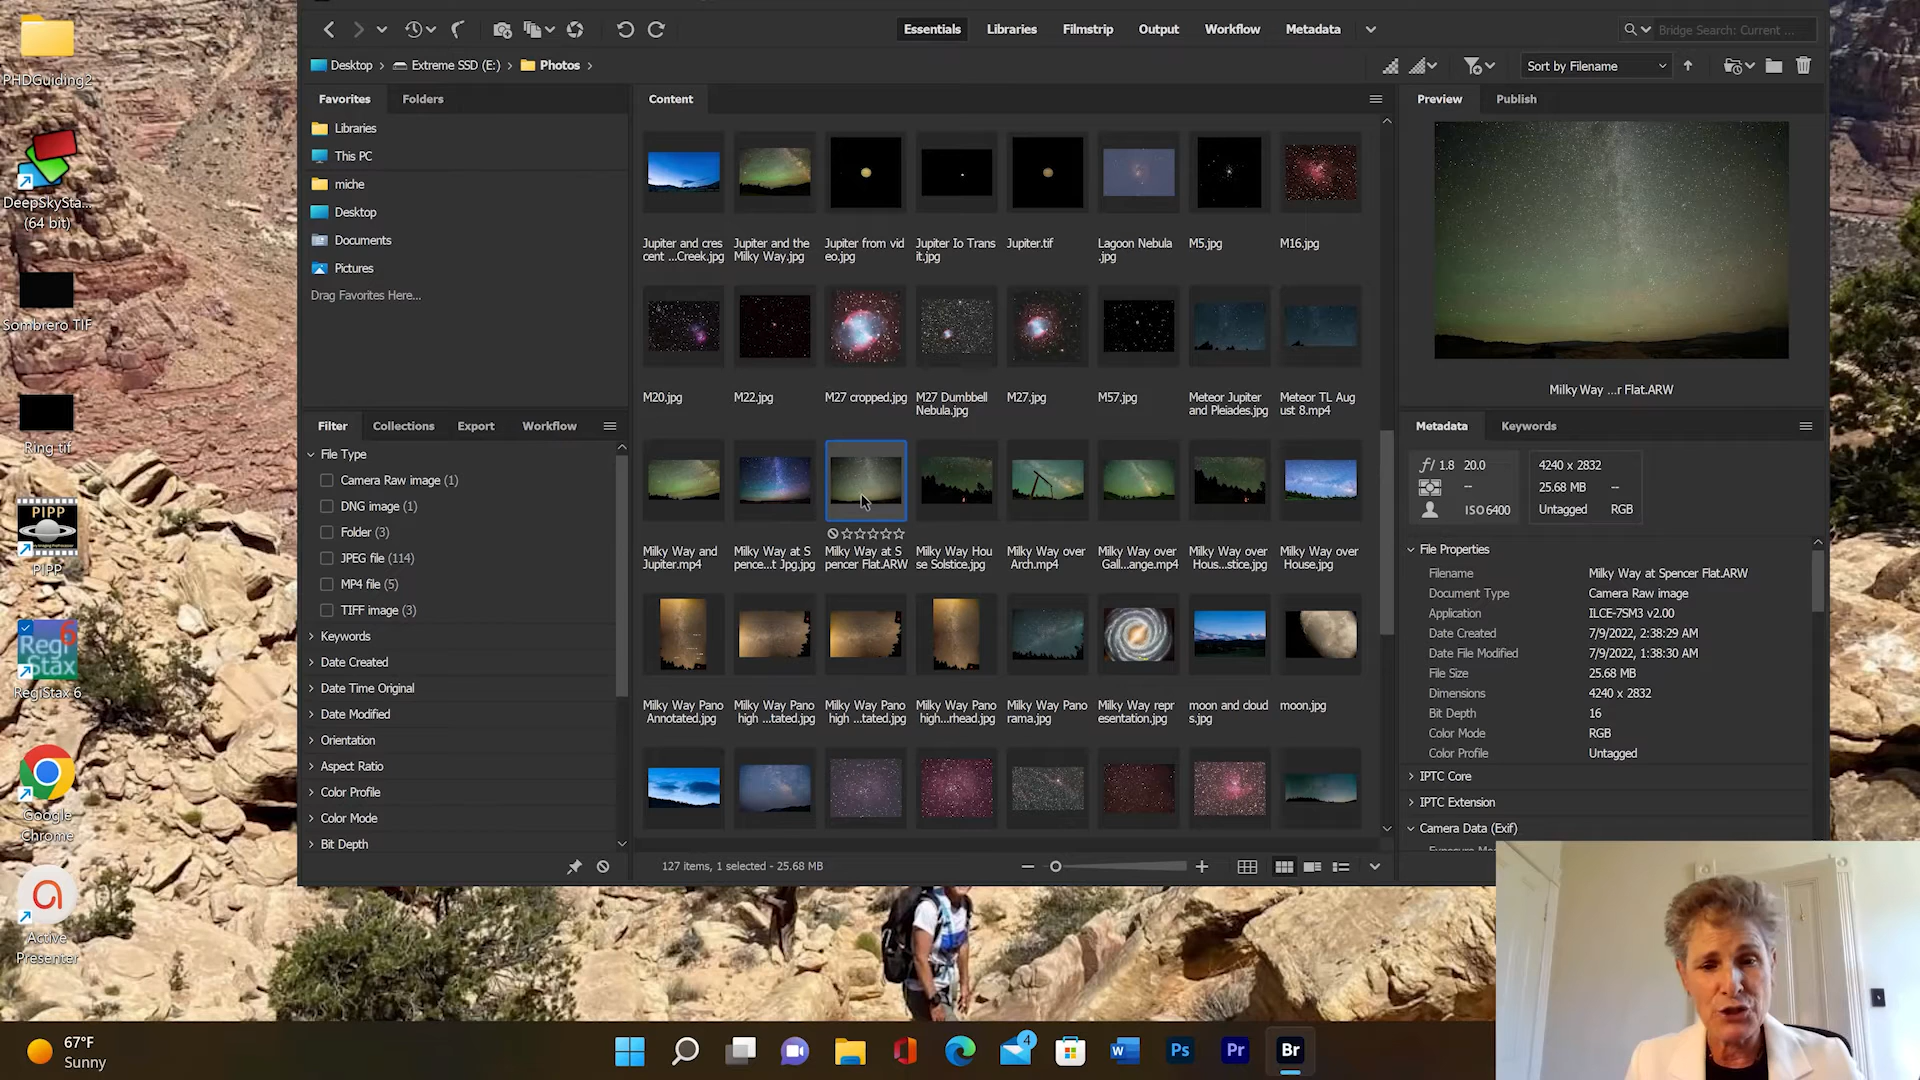 PHDGuiding2
DeepSkySta...
(64 bit)
Sombrero TIF
Ring tif
PIPP
PIPP
Regi
Stax
6
RegiStax 6
Google
Chrome
Active
Presenter
Essentials
Libraries
Filmstrip
Output
Workflow
Metadata
Bridge Search: Current ...
Desktop
Extreme SSD (E:)
Photos
Sort by Filename
Favorites
Folders
Libraries
This PC
miche
Desktop
Documents
Pictures
Drag Favorites Here...
Filter
Collections
Export
Workflow
File Type
Camera Raw image (1)
DNG image (1)
Folder (3)
JPEG file (114)
MP4 file (5)
TIFF image (3)
Keywords
Date Created
Date Time Original
Date Modified
Orientation
Aspect Ratio
Color Profile
Color Mode
Bit Depth
Content
Jupiter and cres
cent ...Creek.jpg
Jupiter and the
Milky Way.jpg
Jupiter from vid
eo.jpg
Jupiter Io Trans
it.jpg
Jupiter.tif
Lagoon Nebula
.jpg
M5.jpg
M16.jpg
M20.jpg
M22.jpg
M27 cropped.jpg
M27 Dumbbell
Nebula.jpg
M27.jpg
M57.jpg
Meteor Jupiter
and Pleiades.jpg
Meteor TL Aug
ust 8.mp4
Milky Way and
Jupiter.mp4
Milky Way at S
pence...t Jpg.jpg
Milky Way at S
pencer Flat.ARW
Milky Way Hou
se Solstice.jpg
Milky Way over
Arch.mp4
Milky Way over
Gall...ange.mp4
Milky Way over
Hous...stice.jpg
Milky Way over
House.jpg
Milky Way Pano
Annotated.jpg
Milky Way Pano
high ...tated.jpg
Milky Way Pano
high ...tated.jpg
Milky Way Pano
high...rhead.jpg
Milky Way Pano
rama.jpg
Milky Way repr
esentation.jpg
moon and cloud
s.jpg
moon.jpg
127 items, 1 selected - 25.68 MB
Preview
Publish
Milky Way ...r Flat.ARW
Metadata
Keywords
ƒ/ 1.8 20.0
--
ISO6400
4240 x 2832
25.68 MB --
Untagged RGB
File Properties
Filename Milky Way at Spencer Flat.ARW
Document Type Camera Raw image
Application ILCE-7SM3 v2.00
Date Created 7/9/2022, 2:38:29 AM
Date File Modified 7/9/2022, 1:38:30 AM
File Size 25.68 MB
Dimensions 4240 x 2832
Bit Depth 16
Color Mode RGB
Color Profile Untagged
IPTC Core
IPTC Extension
Camera Data (Exif)
67°F
Sunny
4
W
Ps
Pr
Br